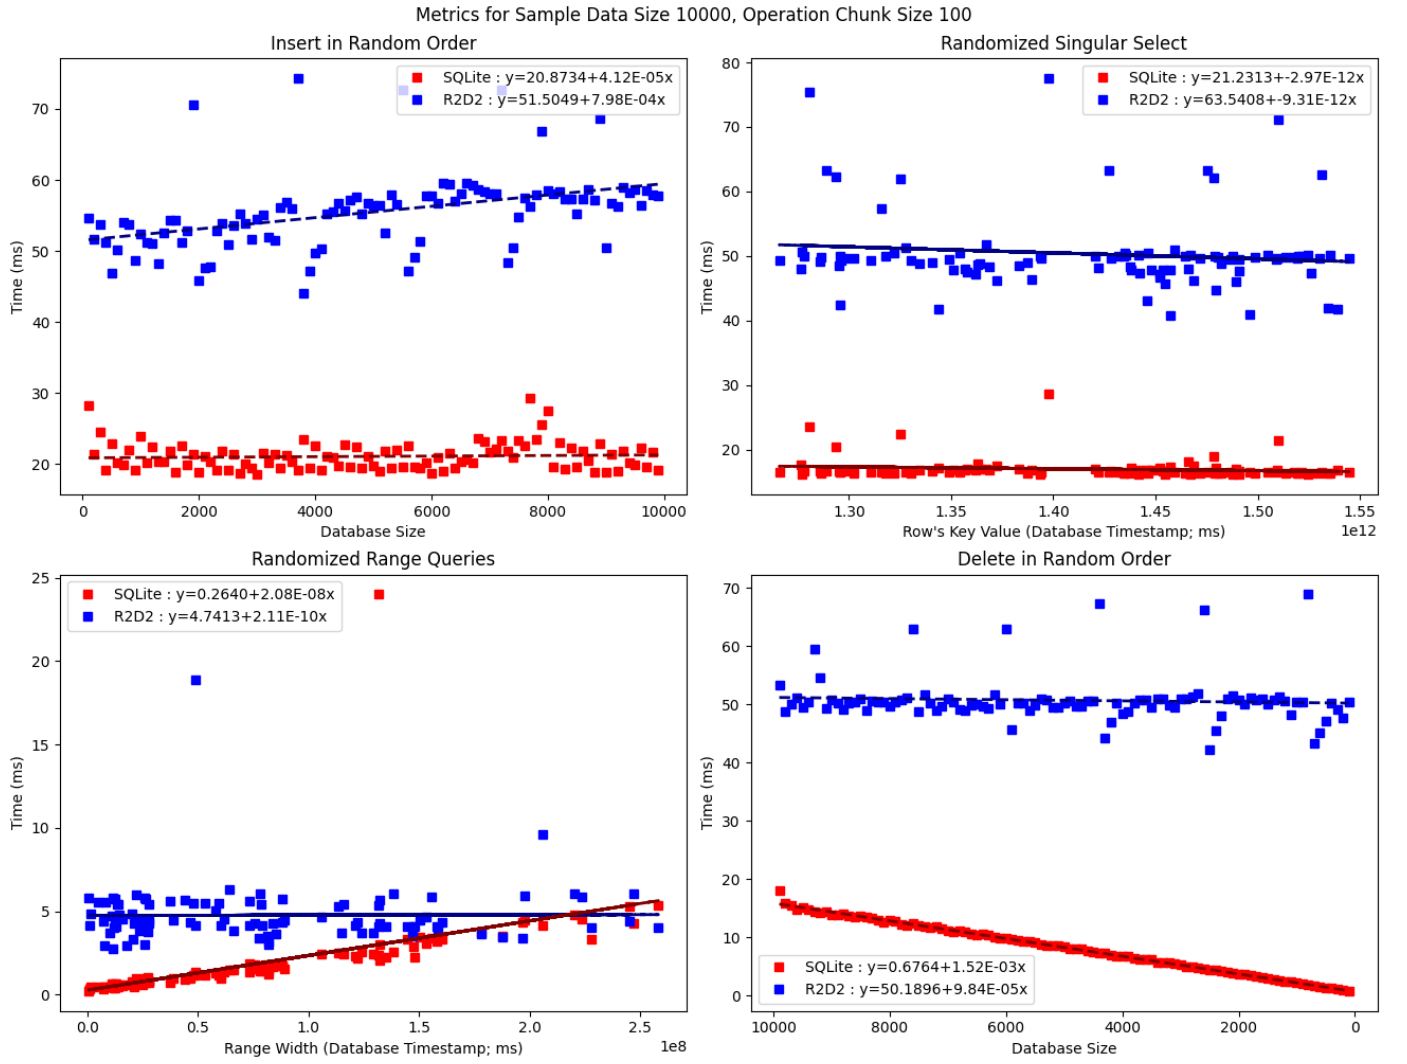 Metrics for Sample Data Size 10000, Operation Chunk Size 100
Insert in Random Order
SQLite : y=20.8734+4.12E-05x
R2D2 : y=51.5049+7.98E-04x
70
60
50
40
30
20
Time (ms)
0 2000 4000 6000 8000 10000
Database Size
Randomized Singular Select
SQLite : y=21.2313+-2.97E-12x
R2D2 : y=63.5408+-9.31E-12x
80
70
60
50
40
30
20
Time (ms)
1.30 1.35 1.40 1.45 1.50 1.55
1e12
Row's Key Value (Database Timestamp; ms)
Randomized Range Queries
SQLite : y=0.2640+2.08E-08x
R2D2 : y=4.7413+2.11E-10x
25
20
15
10
5
0
Time (ms)
0.0 0.5 1.0 1.5 2.0 2.5
1e8
Range Width (Database Timestamp; ms)
Delete in Random Order
SQLite : y=0.6764+1.52E-03x
R2D2 : y=50.1896+9.84E-05x
70
60
50
40
30
20
10
0
Time (ms)
10000 8000 6000 4000 2000 0
Database Size